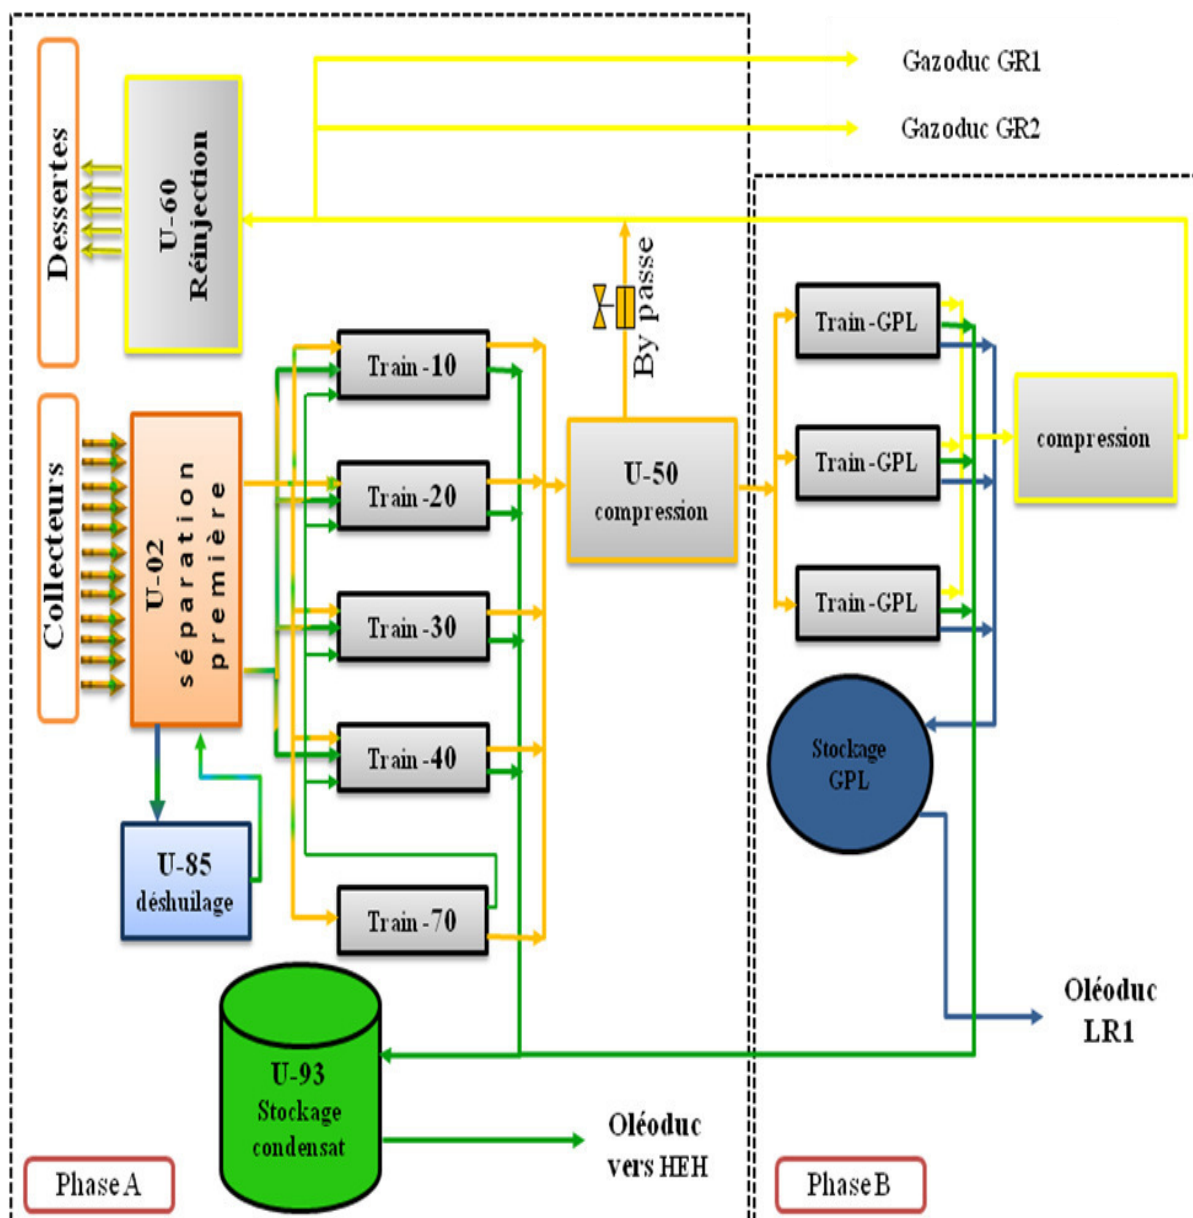 Gazoduc GR1
Gazoduc GR2
Dessertes
U-60
Réinjection
By passe
Train -10
Train -20
Train -30
Train -40
Train -70
Collecteurs
U-02
séparation
première
U-50
compression
Train -GPL
Train -GPL
Train -GPL
compression
U-85
déshuilage
Stockage
GPL
Oléoduc
LR1
U-93
Stockage
condensat
Oléoduc
vers HEH
Phase A
Phase B